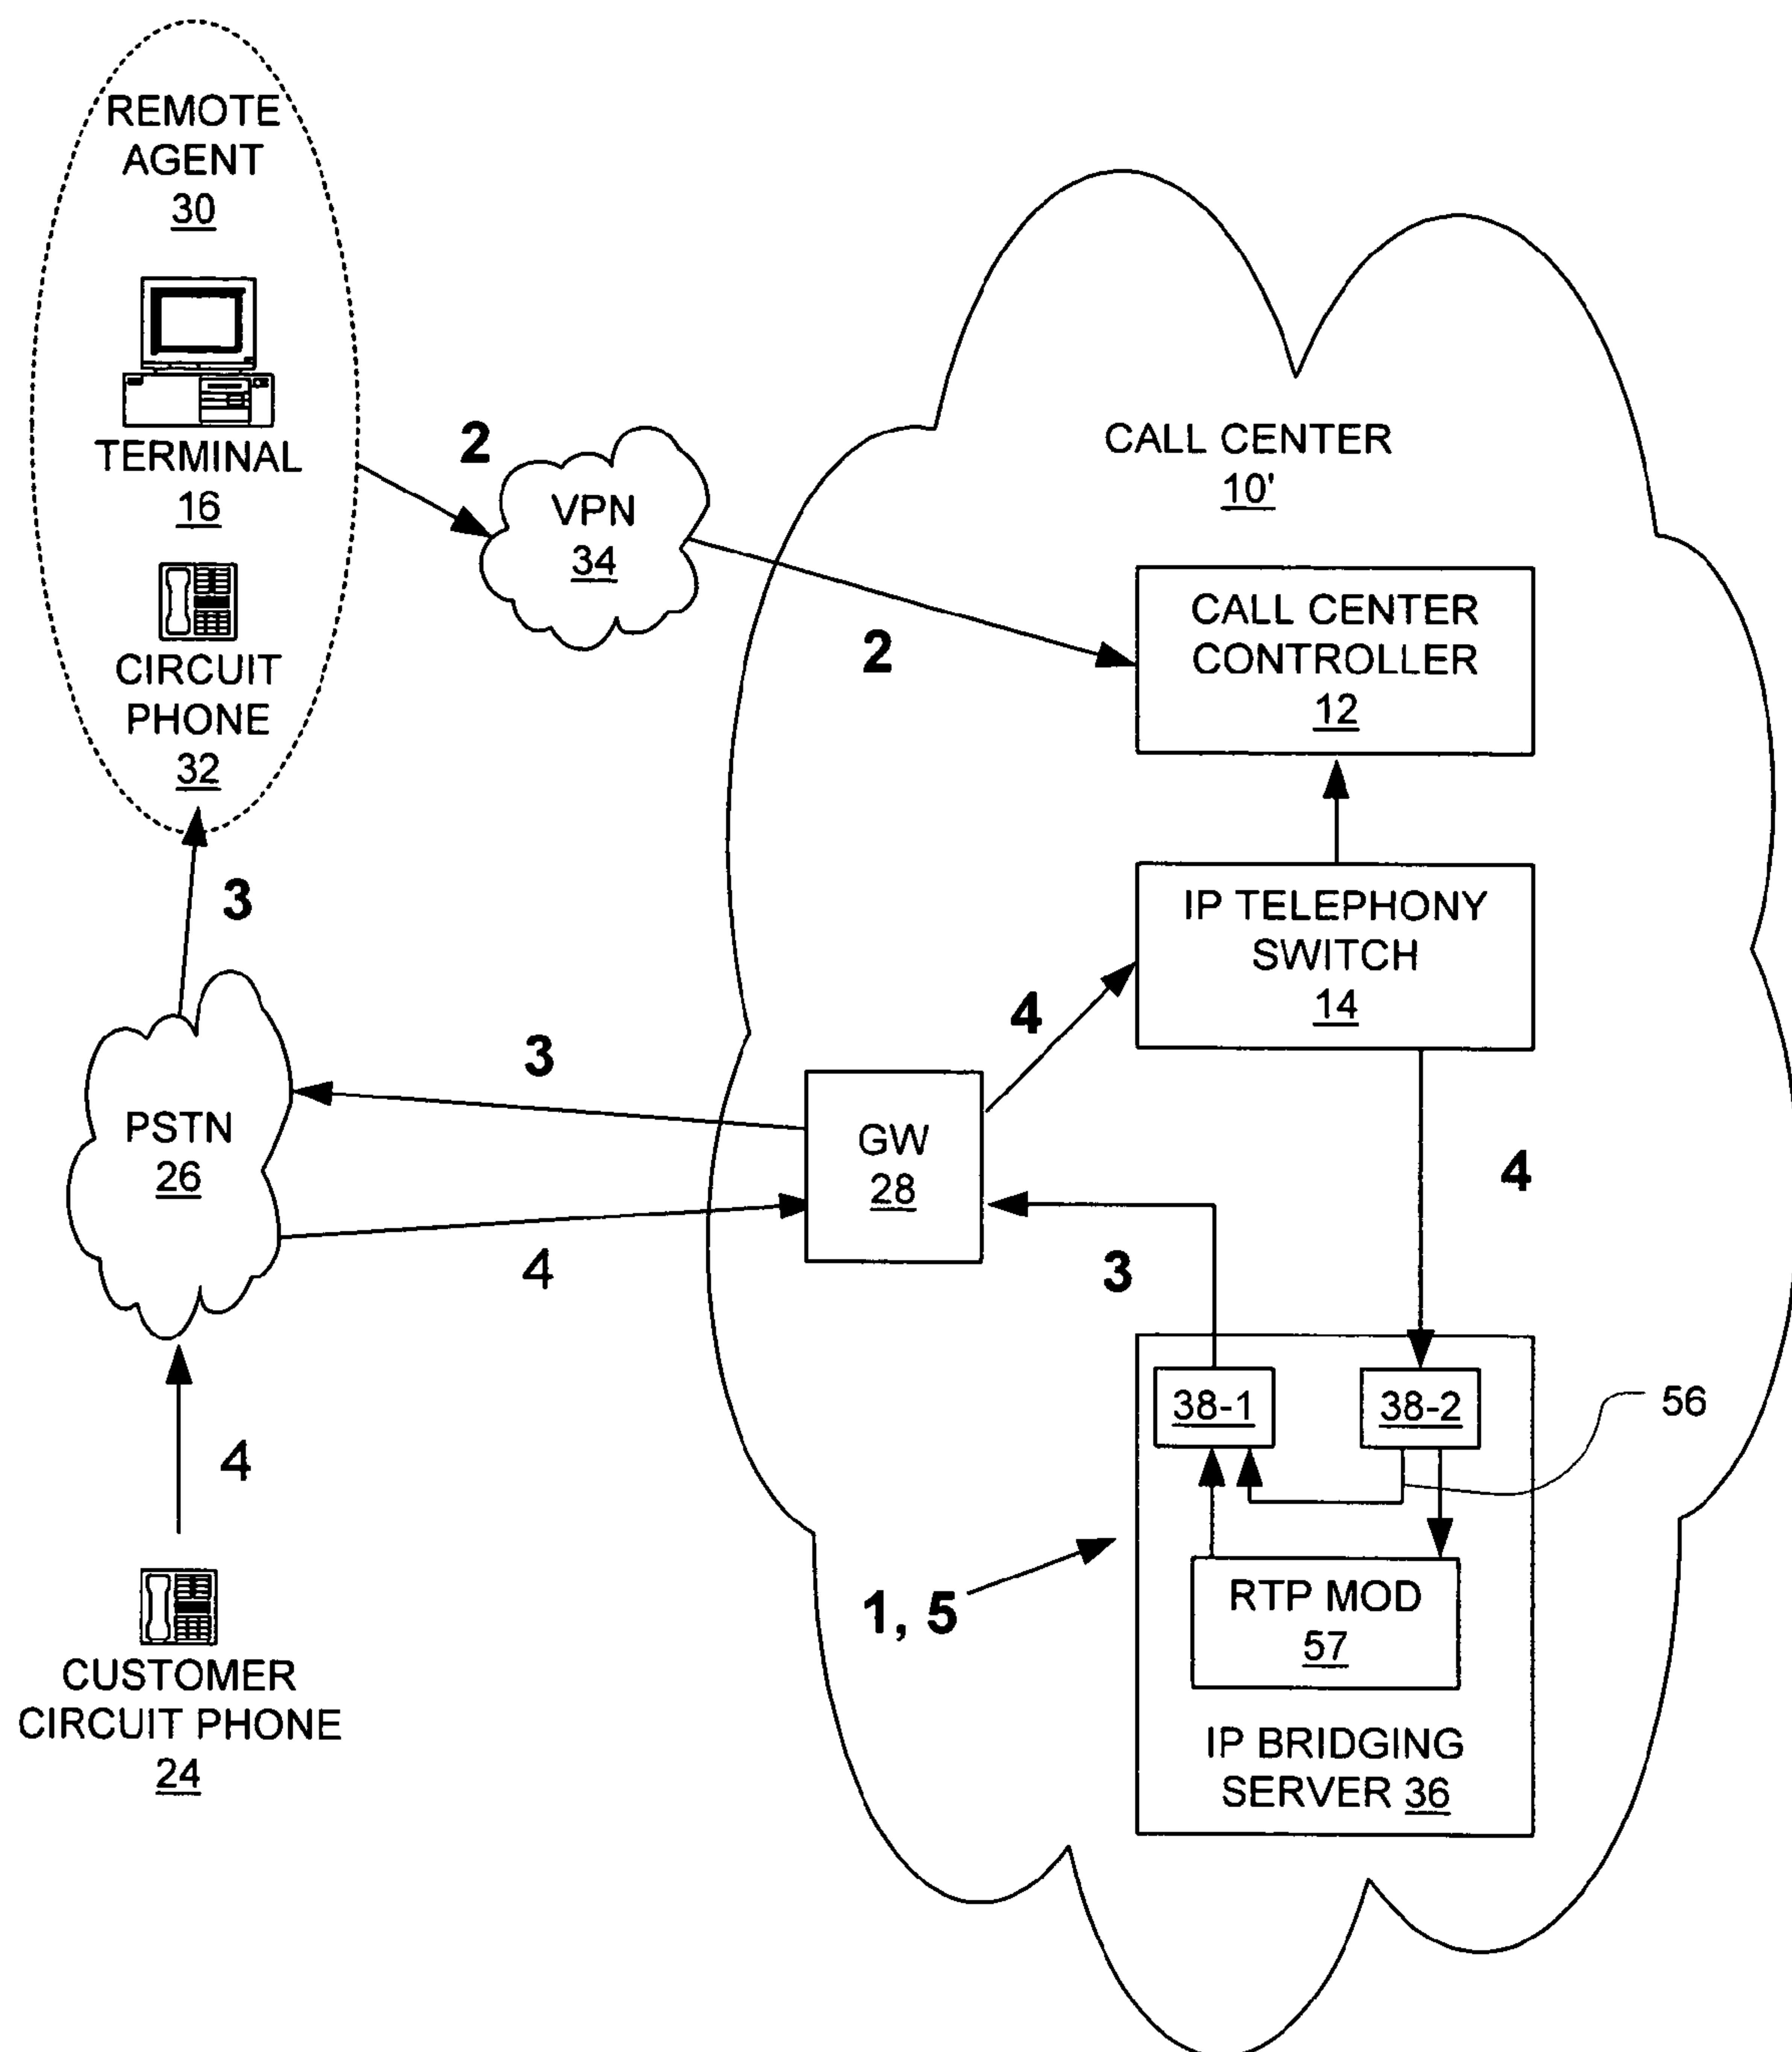 REMOTE
AGENT
30
TERMINAL
16
CIRCUIT
PHONE
32
2
VPN
34
2
CALL CENTER
10'
CALL CENTER
CONTROLLER
12
IP TELEPHONY
SWITCH
14
3
3
4
PSTN
26
GW
28
4
4
3
4
38-1
38-2
56
RTP MOD
57
1, 5
IP BRIDGING
SERVER 36
CUSTOMER
CIRCUIT PHONE
24